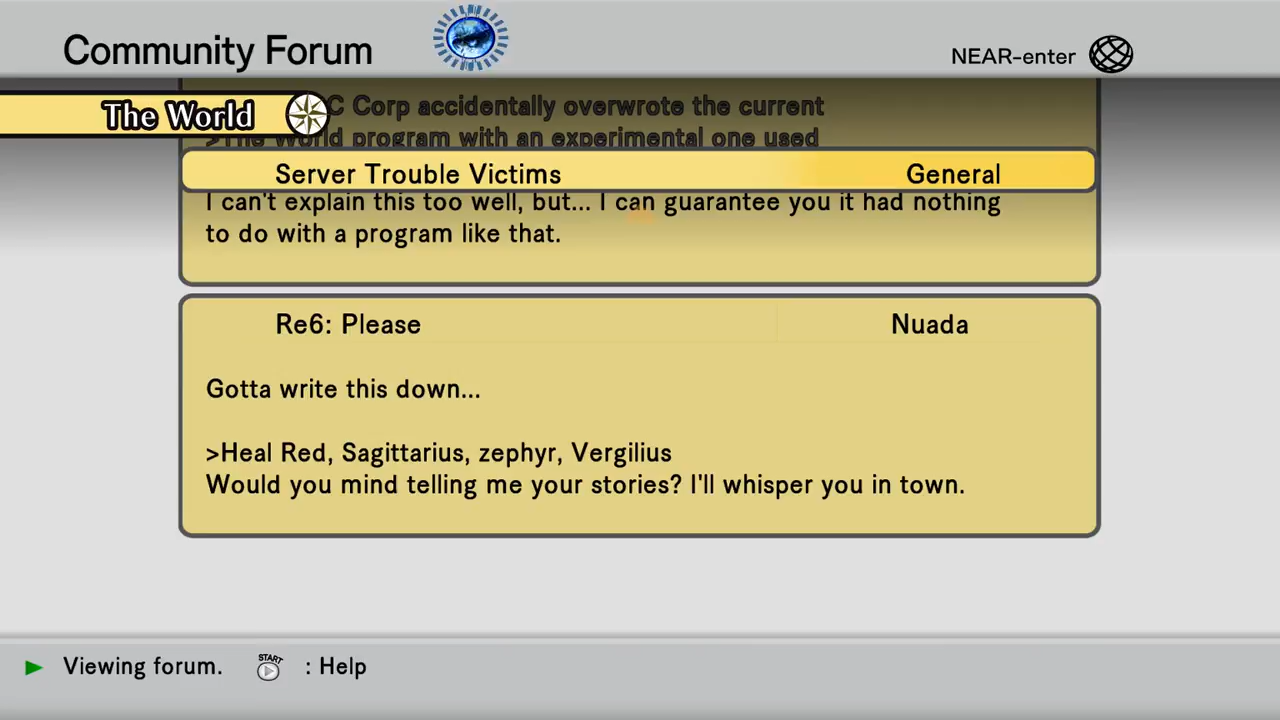 Community Forum
NEAR-enter
The World
C Corp accidentally overwrote the current
>The World program with an experimental one used
Server Trouble Victims General
I can't explain this too well, but... I can guarantee you it had nothing
to do with a program like that.
Re6: Please Nuada
Gotta write this down...
>Heal Red, Sagittarius, zephyr, Vergilius
Would you mind telling me your stories? I'll whisper you in town.
Viewing forum. START : Help